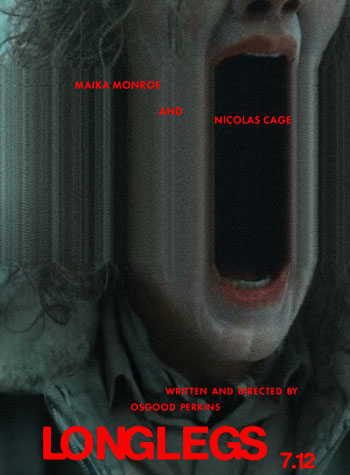 MAIKA MONROE
AND
NICOLAS CAGE
WRITTEN AND DIRECTED BY
OSGOOD PERKINS
LONGLEGS 7.12